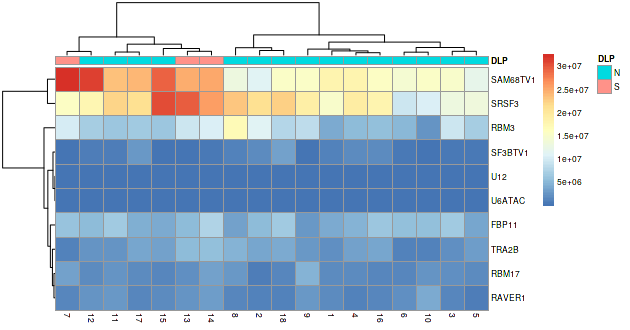 DLP
SAM68TV1
SRSF3
RBM3
SF3BTV1
U12
U6ATAC
FBP11
TRA2B
RBM17
RAVER1
7 12 11 17 15 13 14 8 2 18 9 1 4 16 6 10 3 5
3e+07
2.5e+07
2e+07
1.5e+07
1e+07
5e+06
DLP
N
S